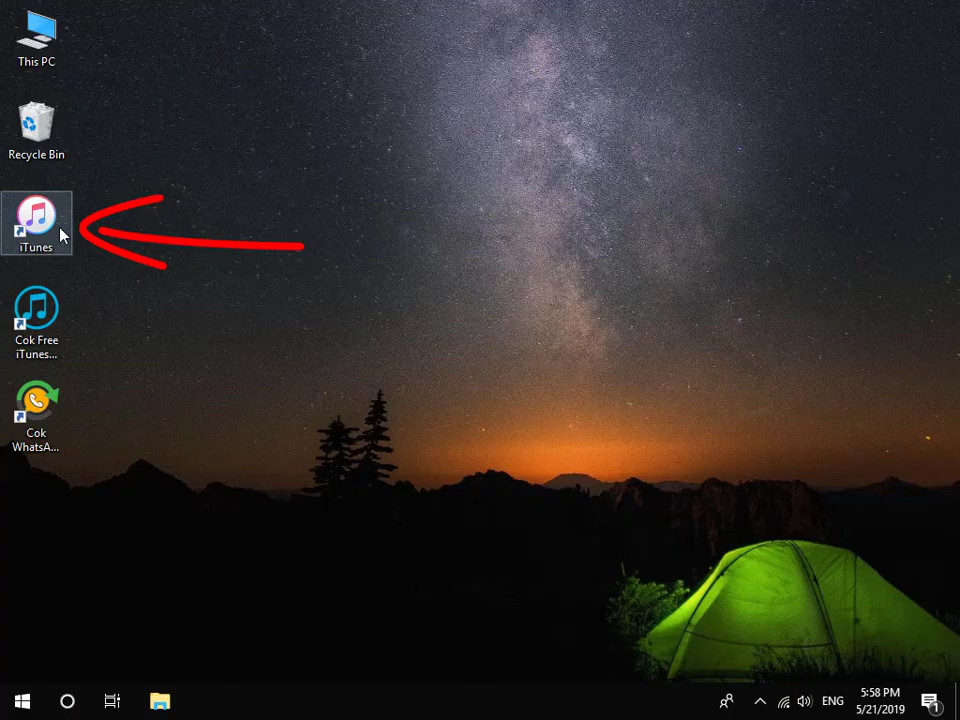 This PC
Recycle Bin
iTunes
Cok Free
iTunes...
Cok
WhatsA...
ENG
5:58 PM
5/21/2019
1